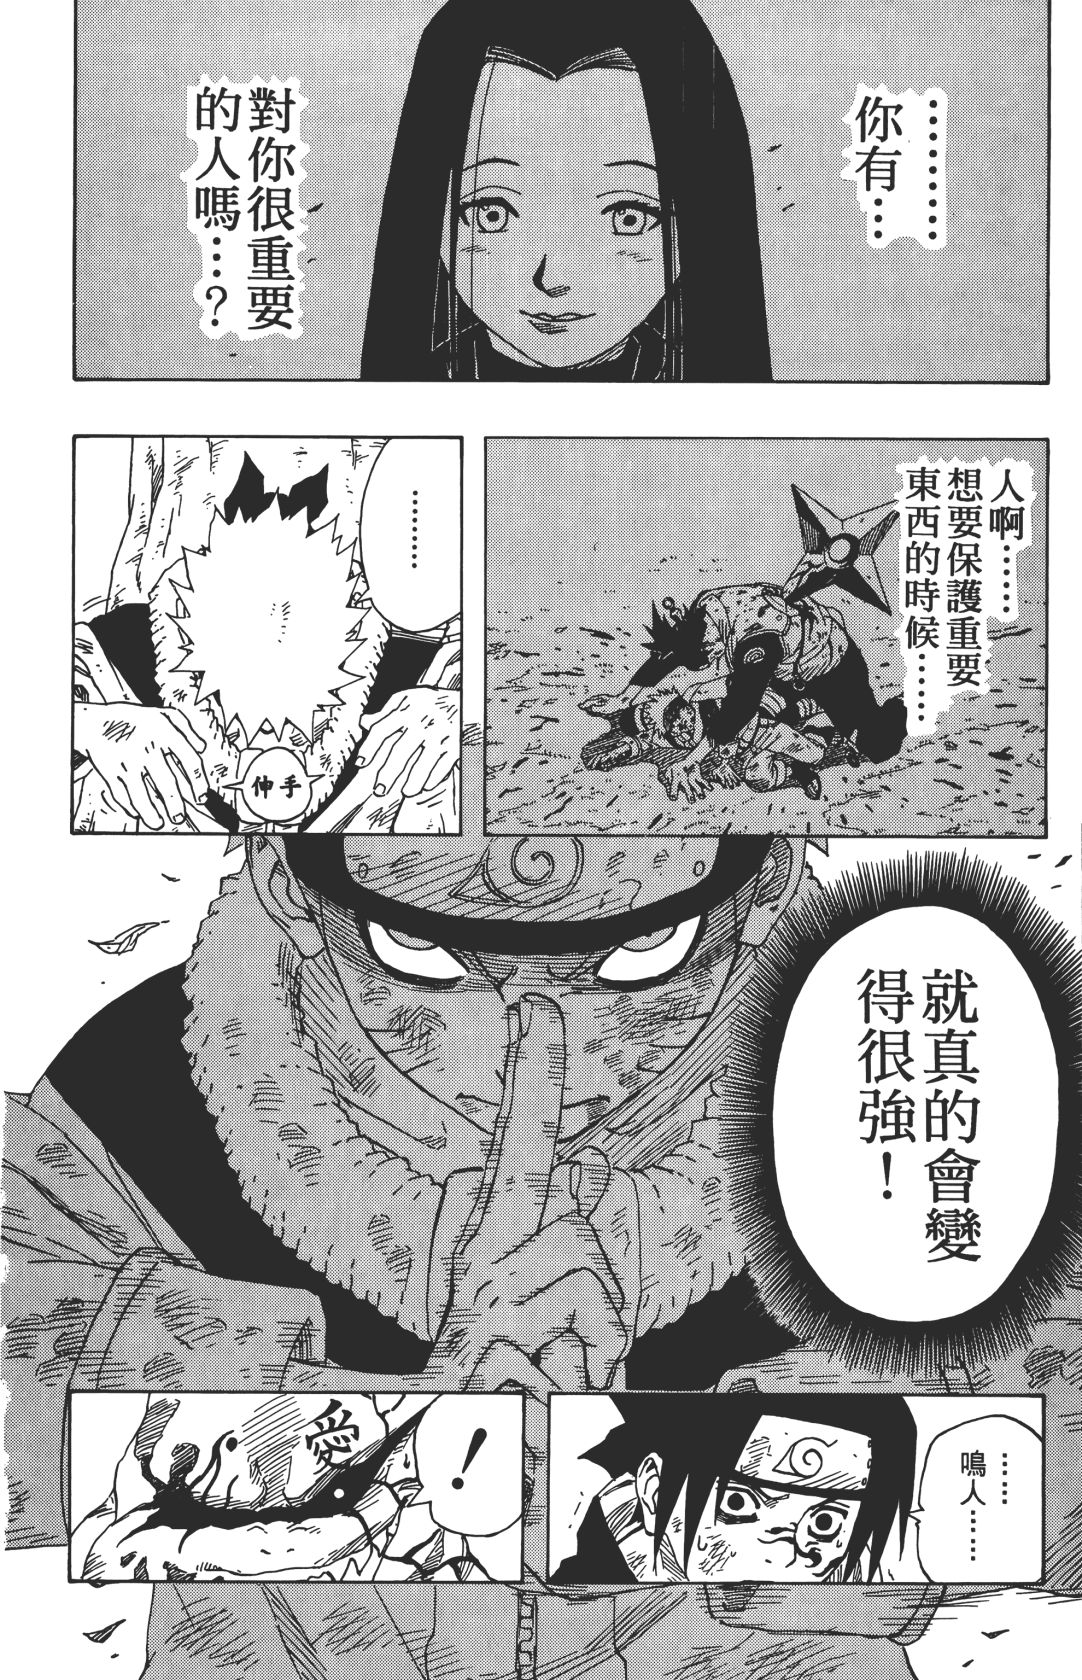 ………
你有…
對你很重要
的人嗎…？
人啊……
想要保護重要
東西的時候……
………
伸手
就真的會變
得很強！
……
鳴人……
！
愛